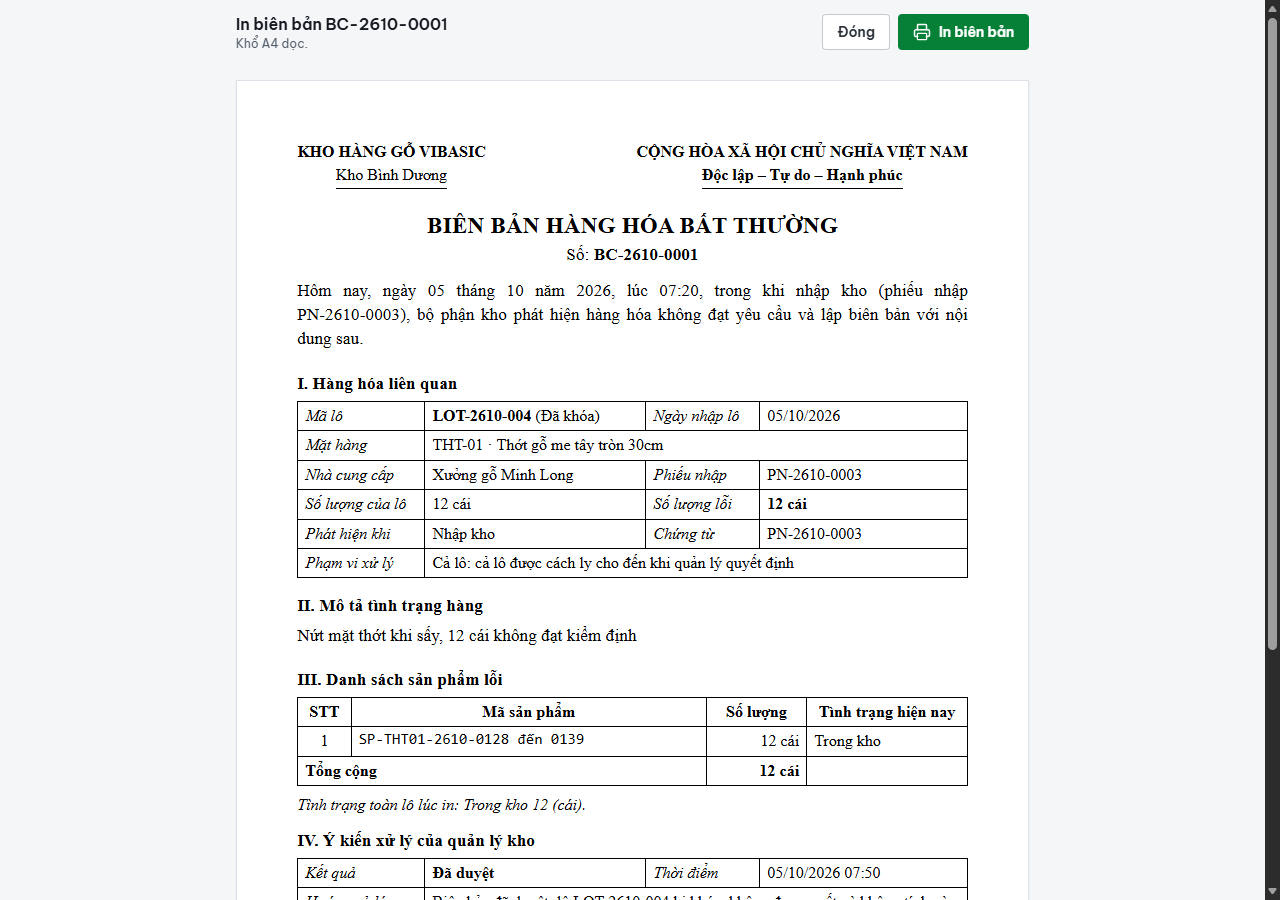 In biên bản BC-2610-0001
Khổ A4 dọc.
Đóng
In biên bản
KHO HÀNG GỖ VIBASIC
CỘNG HÒA XÃ HỘI CHỦ NGHĨA VIỆT NAM
Kho Bình Dương
Độc lập – Tự do – Hạnh phúc
BIÊN BẢN HÀNG HÓA BẤT THƯỜNG
Số: BC-2610-0001
Hôm nay, ngày 05 tháng 10 năm 2026, lúc 07:20, trong khi nhập kho (phiếu nhập
PN-2610-0003), bộ phận kho phát hiện hàng hóa không đạt yêu cầu và lập biên bản với nội
dung sau.
I. Hàng hóa liên quan
Mã lô LOT-2610-004 (Đã khóa) Ngày nhập lô 05/10/2026
Mặt hàng THT-01 · Thớt gỗ me tây tròn 30cm
Nhà cung cấp Xưởng gỗ Minh Long Phiếu nhập PN-2610-0003
Số lượng của lô 12 cái Số lượng lỗi 12 cái
Phát hiện khi Nhập kho Chứng từ PN-2610-0003
Phạm vi xử lý Cả lô: cả lô được cách ly cho đến khi quản lý quyết định
II. Mô tả tình trạng hàng
Nứt mặt thớt khi sấy, 12 cái không đạt kiểm định
III. Danh sách sản phẩm lỗi
STT Mã sản phẩm Số lượng Tình trạng hiện nay
1 SP-THT01-2610-0128 đến 0139 12 cái Trong kho
Tổng cộng 12 cái
Tình trạng toàn lô lúc in: Trong kho 12 (cái).
IV. Ý kiến xử lý của quản lý kho
Kết quả Đã duyệt Thời điểm 05/10/2026 07:50